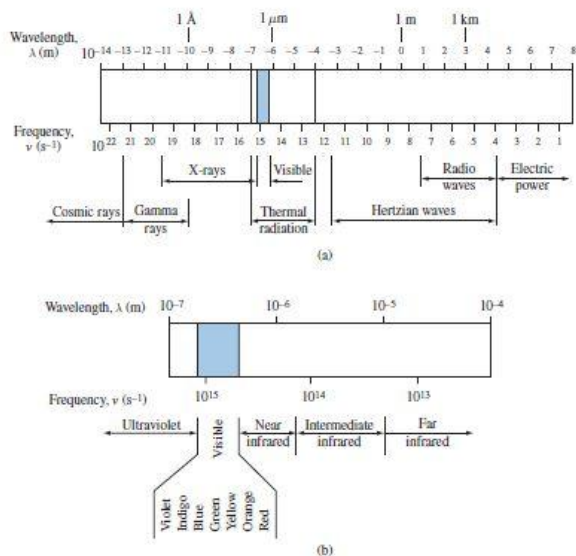 1 Å 1 μm 1 m 1 km
Wavelength, λ (m) 10–14 –13 –12 –11 –10 –9 –8 –7 –6 –5 –4 –3 –2 –1 0 1 2 3 4 5 6 7 8
Frequency, ν (s–1) 10 22 21 20 19 18 17 16 15 14 13 12 11 10 9 8 7 6 5 4 3 2 1
X-rays Visible Radio waves Electric power
Cosmic rays Gamma rays Thermal radiation Hertzian waves
(a)
Wavelength, λ (m) 10–7 10–6 10–5 10–4
Frequency, ν (s–1) 1015 1014 1013
Ultraviolet Visible Near infrared Intermediate infrared Far infrared
Violet
Indigo
Blue
Green
Yellow
Orange
Red
(b)